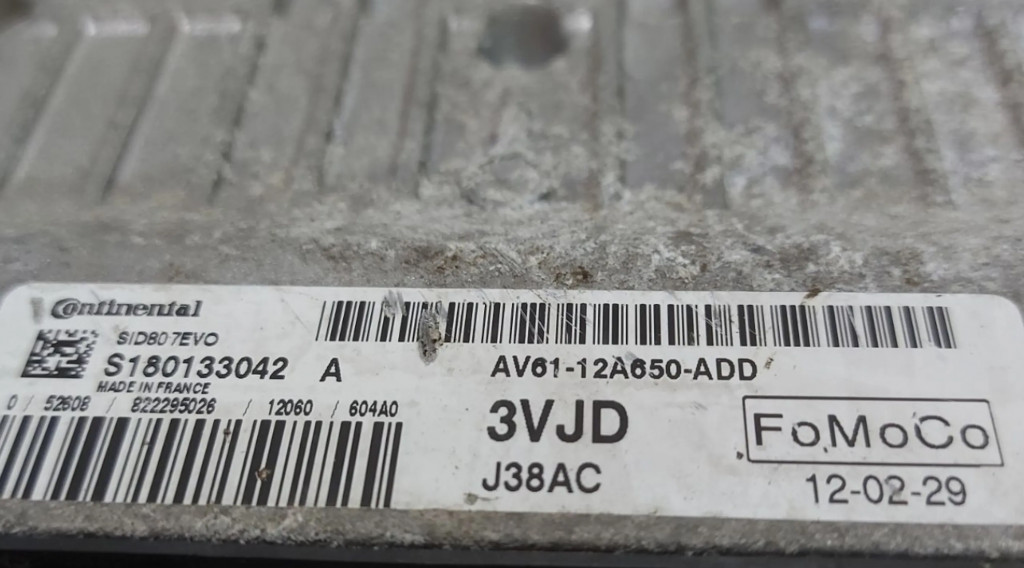 Continental
SID807EVO
S180133042 A
MADE IN FRANCE
0 / 52608 / 822295026 / 12060 / 604A0
AV61-12A650-ADD
3VJD
J38AC
FoMoCo
12-02-29